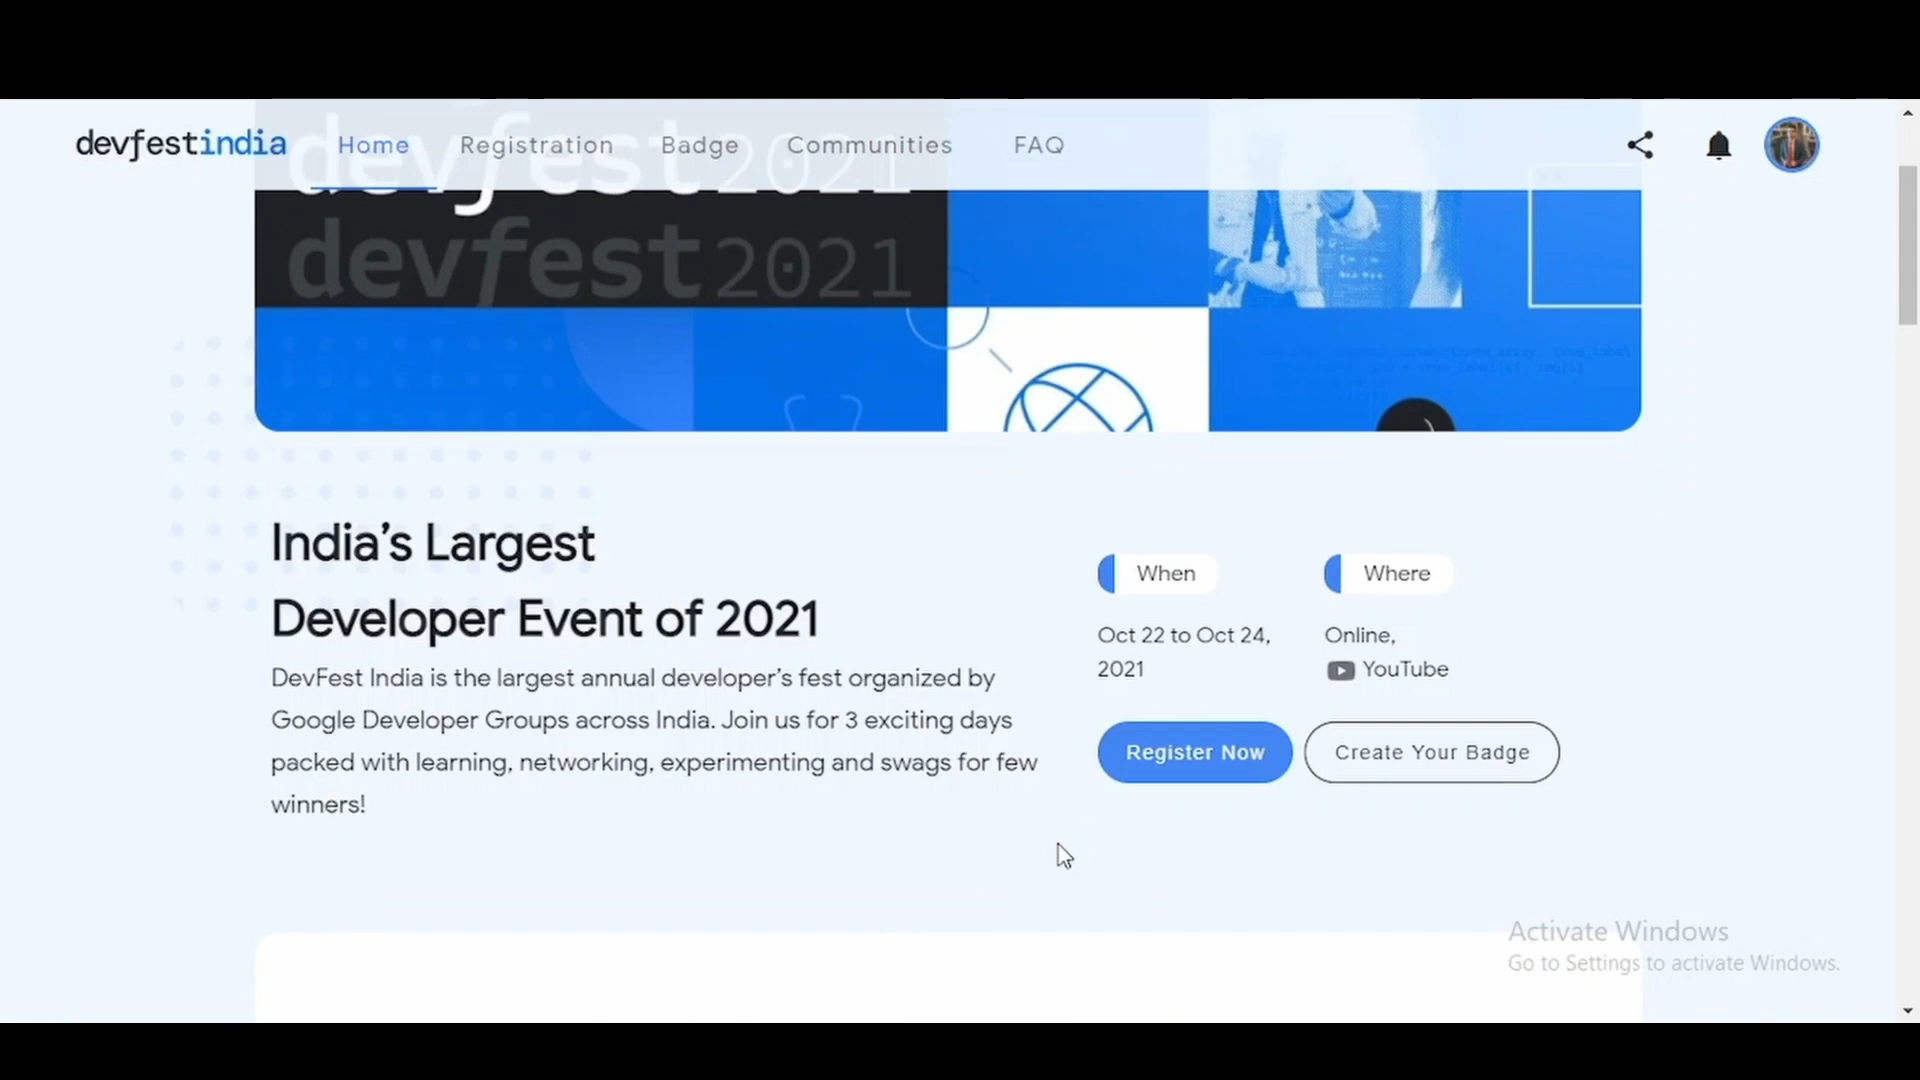 devfestindia Home Registration Badge Communities FAQ
devfest2021
devfest2021
India’s Largest
Developer Event of 2021
DevFest India is the largest annual developer’s fest organized by
Google Developer Groups across India. Join us for 3 exciting days
packed with learning, networking, experimenting and swags for few
winners!
When
Oct 22 to Oct 24,
2021
Where
Online,
YouTube
Register Now
Create Your Badge
Activate Windows
Go to Settings to activate Windows.